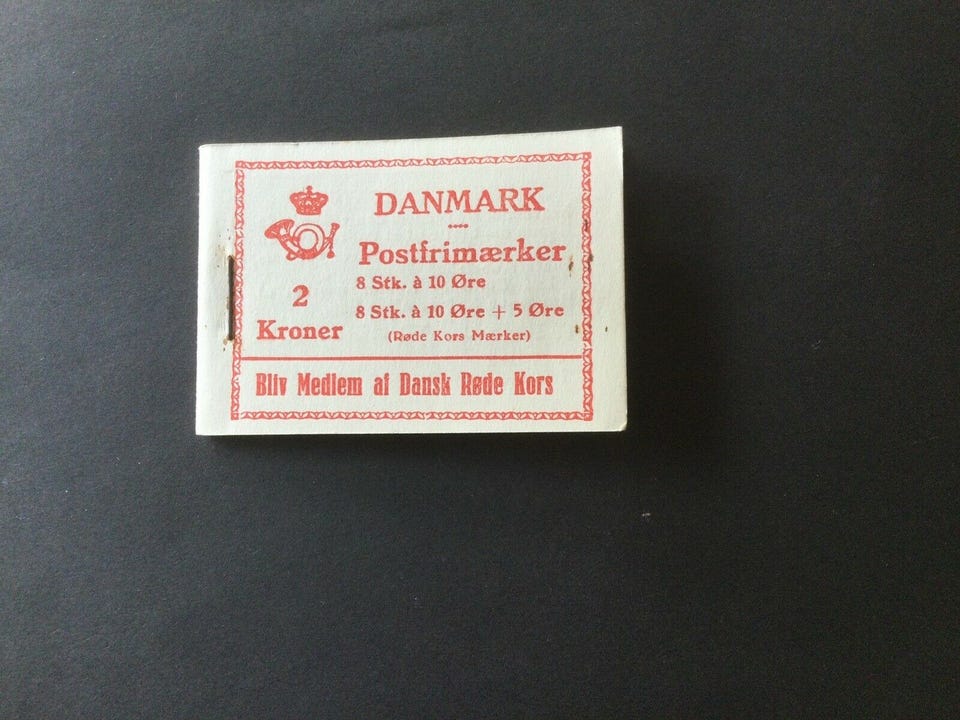 DANMARK
Postfrimærker
8 Stk. à 10 Øre
8 Stk. à 10 Øre + 5 Øre
(Røde Kors Mærker)
2
Kroner
Bliv Medlem af Dansk Røde Kors